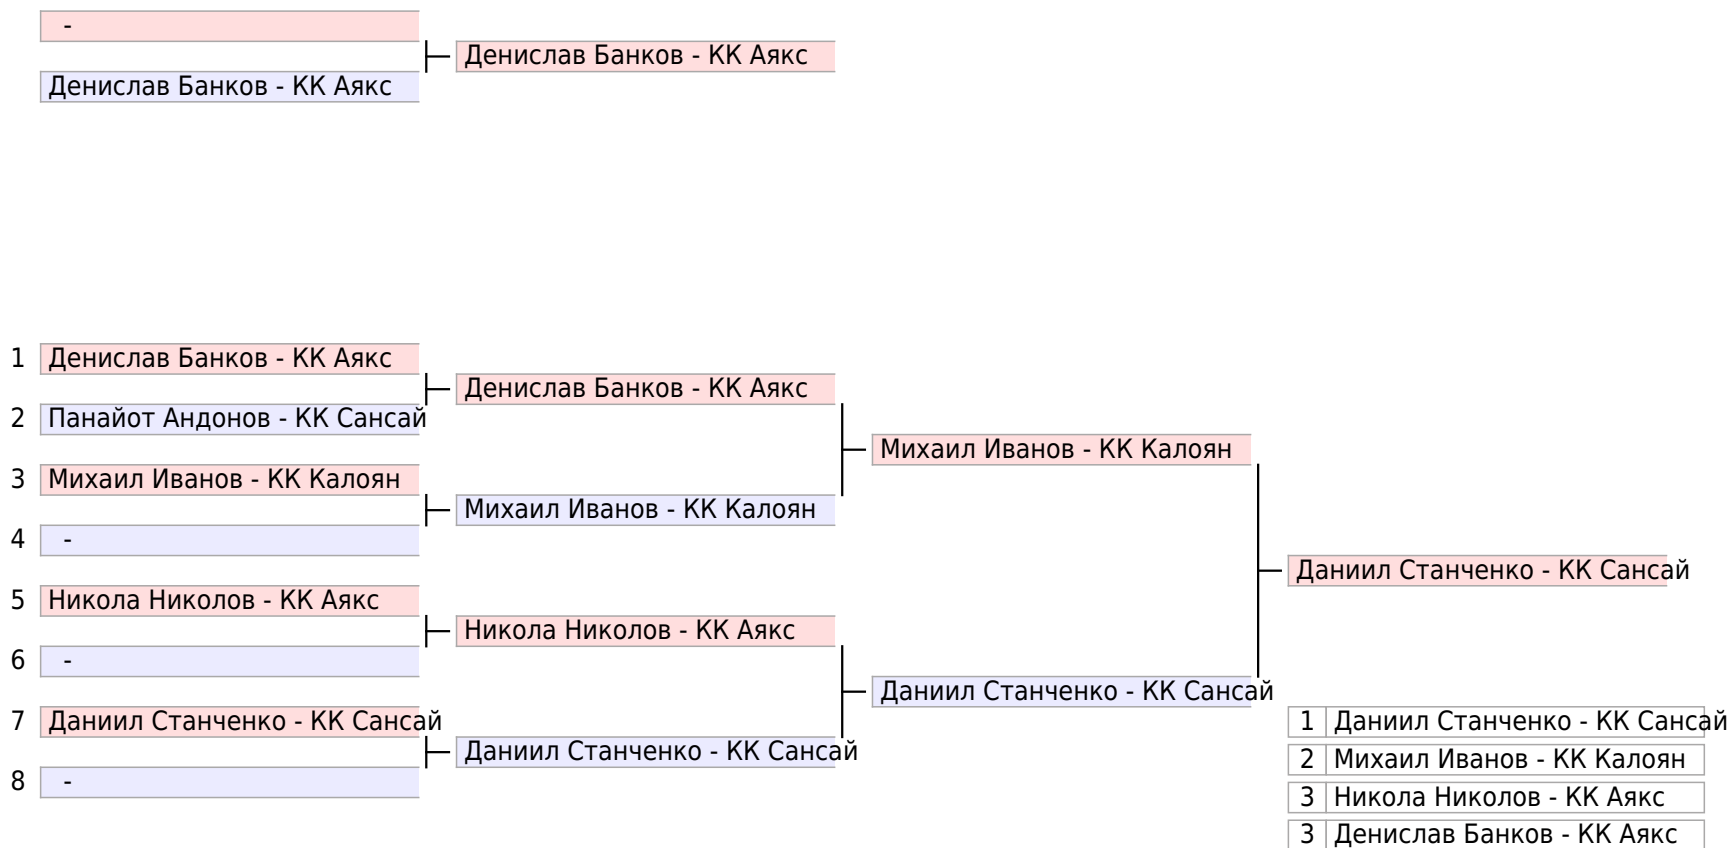 -
Денислав Банков - КК Аякс
Денислав Банков - КК Аякс
1 Денислав Банков - КК Аякс
Денислав Банков - КК Аякс
2 Панайот Андонов - КК Сансай
Михаил Иванов - КК Калоян
3 Михаил Иванов - КК Калоян
Михаил Иванов - КК Калоян
4 -
Даниил Станченко - КК Сансай
5 Никола Николов - КК Аякс
Никола Николов - КК Аякс
6 -
Даниил Станченко - КК Сансай
7 Даниил Станченко - КК Сансай
Даниил Станченко - КК Сансай
8 -
1 Даниил Станченко - КК Сансай
2 Михаил Иванов - КК Калоян
3 Никола Николов - КК Аякс
3 Денислав Банков - КК Аякс